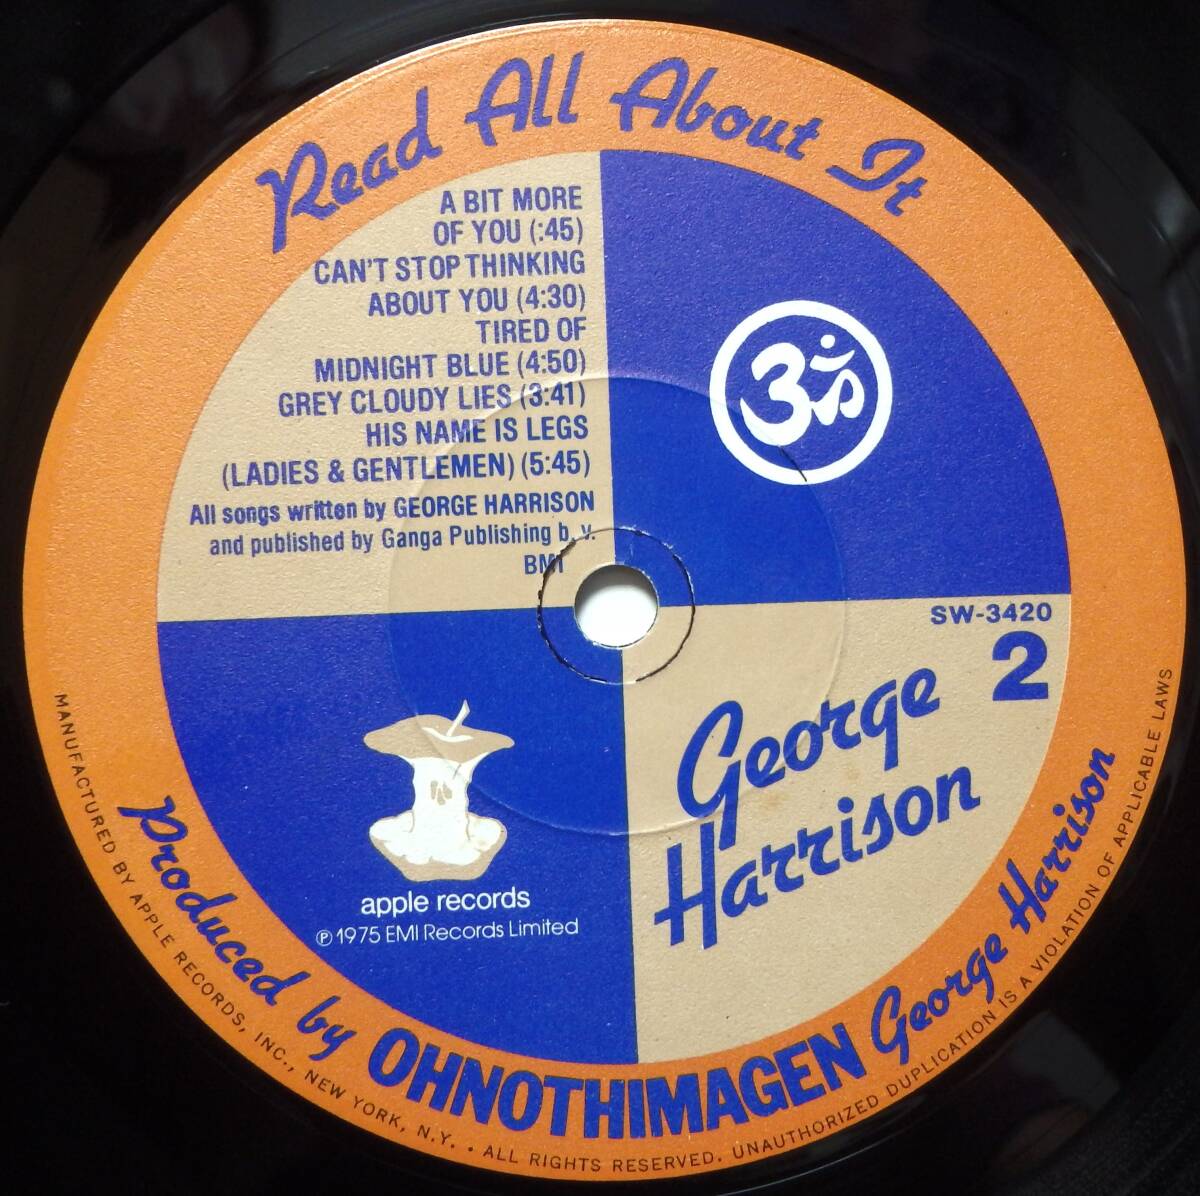 Read All About It
A BIT MORE
OF YOU (:45)
CAN'T STOP THINKING
ABOUT YOU (4:30)
TIRED OF
MIDNIGHT BLUE (4:50)
GREY CLOUDY LIES (3:41)
HIS NAME IS LEGS
(LADIES & GENTLEMEN) (5:45)
All songs written by GEORGE HARRISON
and published by Ganga Publishing b. v.
BMI
ॐ
SW-3420
2
George
Harrison
apple records
℗ 1975 EMI Records Limited
Produced by OHNOTHIMAGEN George Harrison
MANUFACTURED BY APPLE RECORDS, INC., NEW YORK, N.Y. • ALL RIGHTS RESERVED. UNAUTHORIZED DUPLICATION IS A VIOLATION OF APPLICABLE LAWS